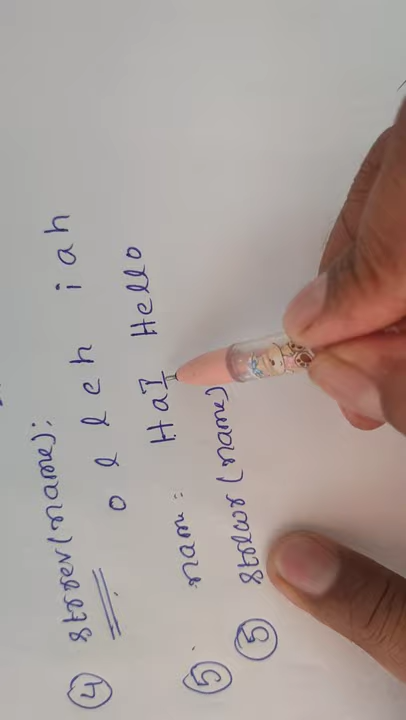 ④ strrev(name):
o l l e h i a h
⑤ name: Hai Hello
⑤ strlwr(name)